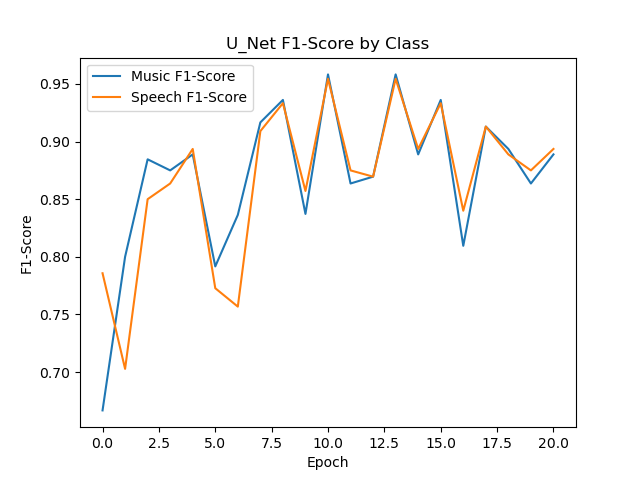 U_Net F1-Score by Class
Music F1-Score
Speech F1-Score
F1-Score
0.95
0.90
0.85
0.80
0.75
0.70
0.0 2.5 5.0 7.5 10.0 12.5 15.0 17.5 20.0
Epoch